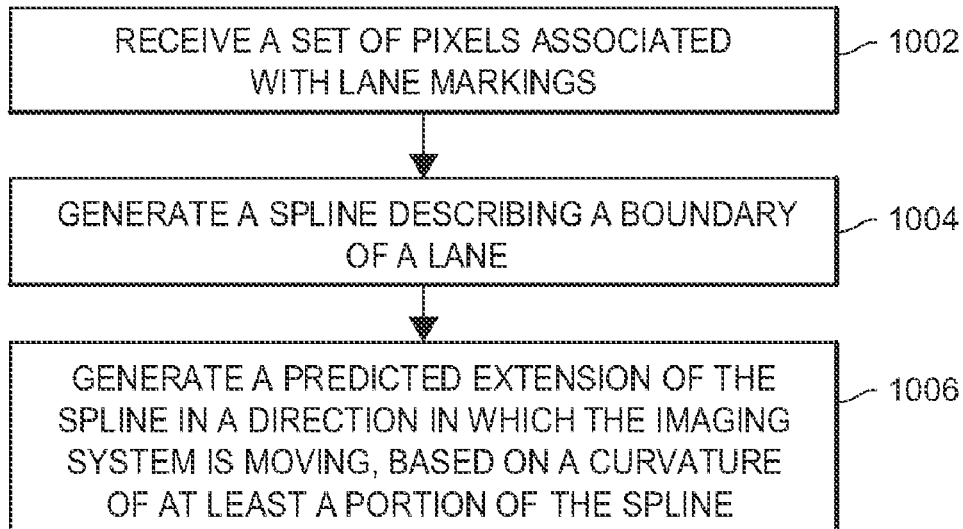 RECEIVE A SET OF PIXELS ASSOCIATED
WITH LANE MARKINGS
1002
GENERATE A SPLINE DESCRIBING A BOUNDARY
OF A LANE
1004
GENERATE A PREDICTED EXTENSION OF THE
SPLINE IN A DIRECTION IN WHICH THE IMAGING
SYSTEM IS MOVING, BASED ON A CURVATURE
OF AT LEAST A PORTION OF THE SPLINE
1006